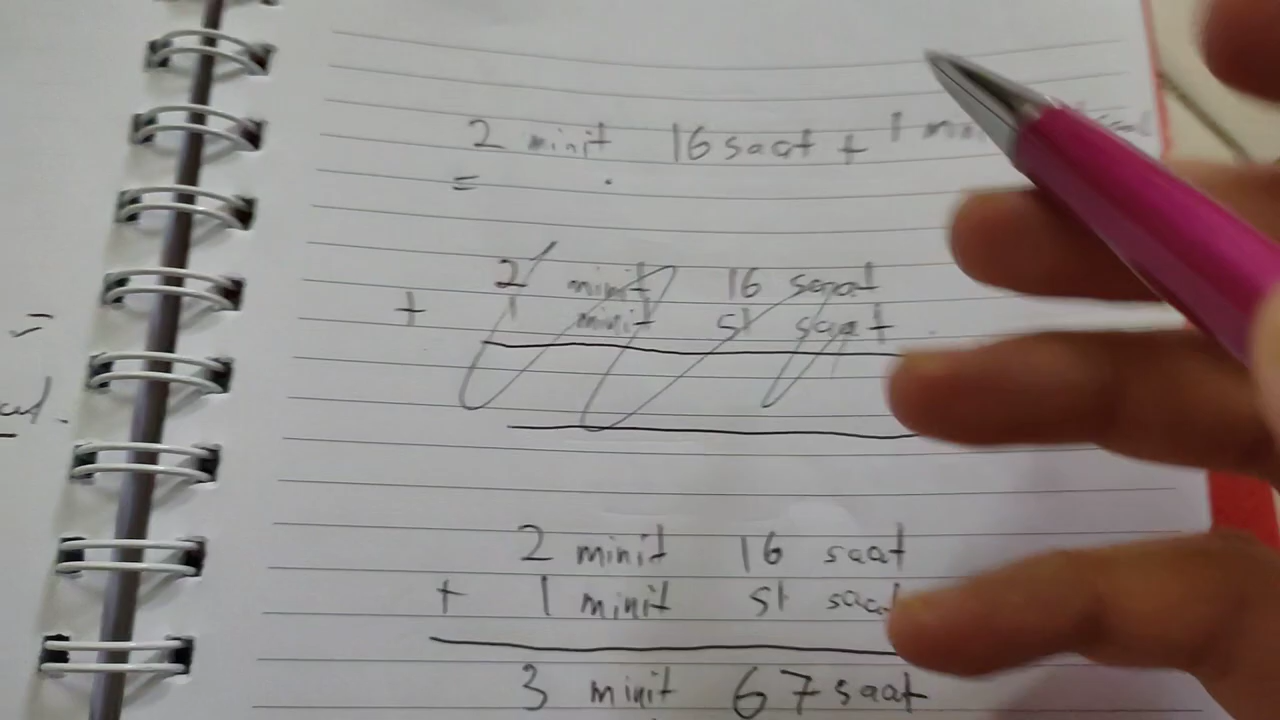 2 minit 16 saat + 1
=
2 minit 16 saat
+ 1 minit 51 saat
2 minit 16 saat
+ 1 minit 51 saat
3 minit 67 saat